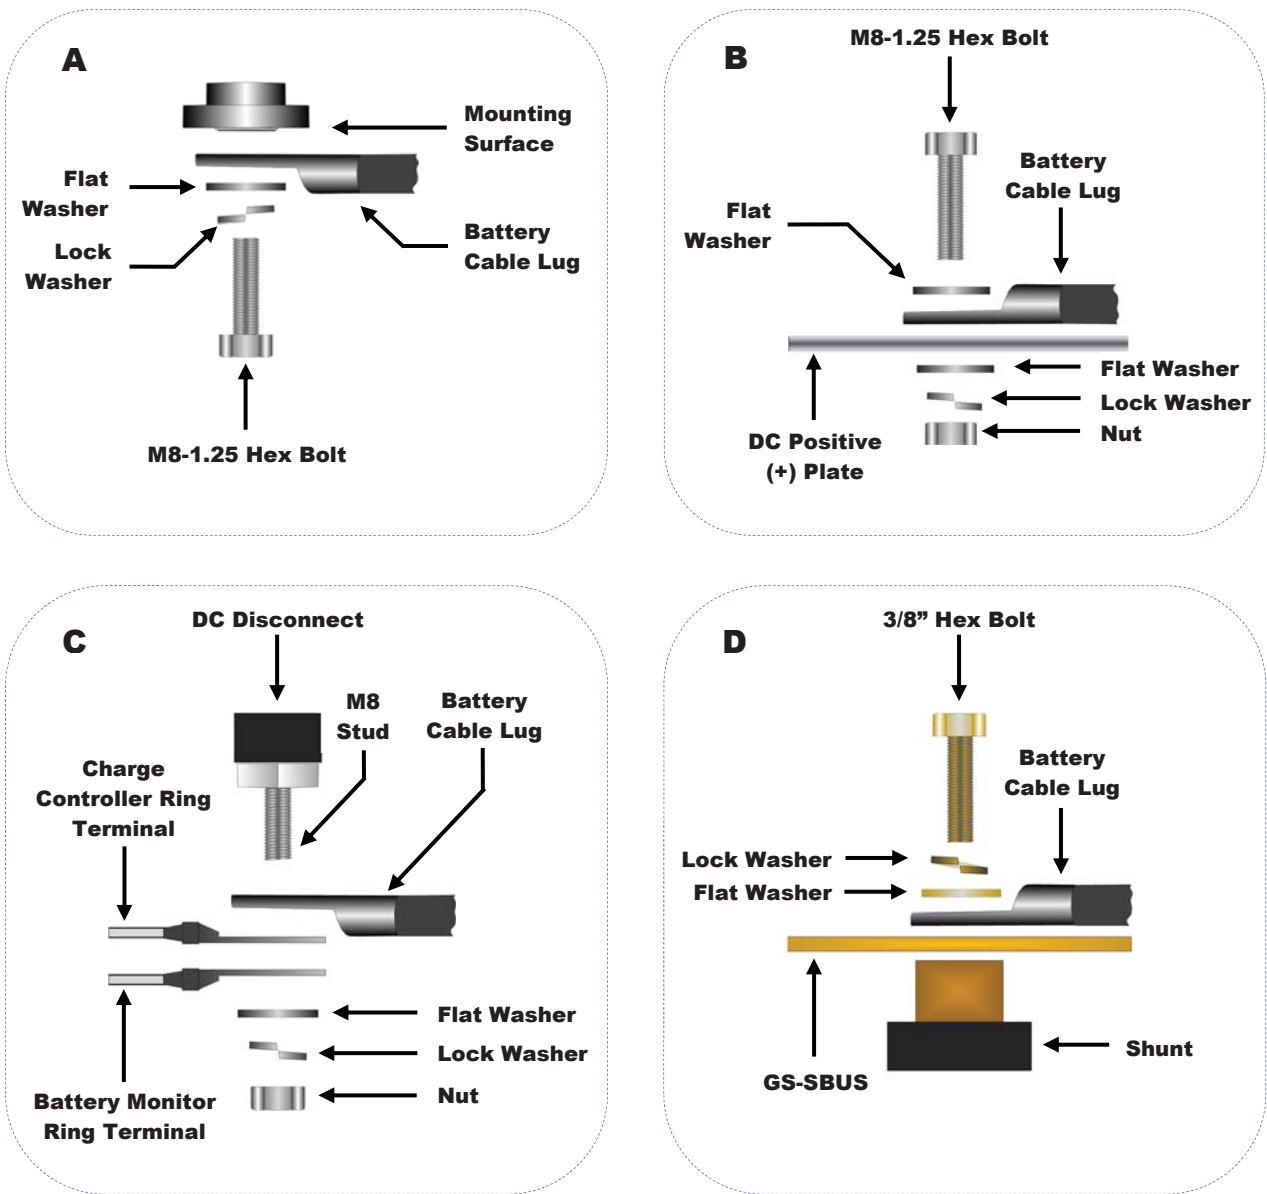 A
Mounting
Surface
Flat
Washer
Lock
Washer
Battery
Cable Lug
M8-1.25 Hex Bolt
B
M8-1.25 Hex Bolt
Battery
Cable Lug
Flat
Washer
Flat Washer
Lock Washer
Nut
DC Positive
(+) Plate
C
DC Disconnect
M8
Stud
Battery
Cable Lug
Charge
Controller Ring
Terminal
Flat Washer
Lock Washer
Nut
Battery Monitor
Ring Terminal
D
3/8” Hex Bolt
Battery
Cable Lug
Lock Washer
Flat Washer
Shunt
GS-SBUS